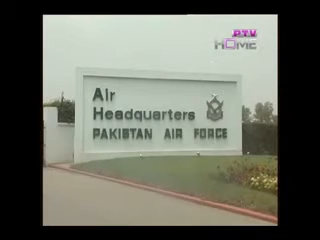 PTV
HOME
Air
Headquarters
PAKISTAN AIR FORCE